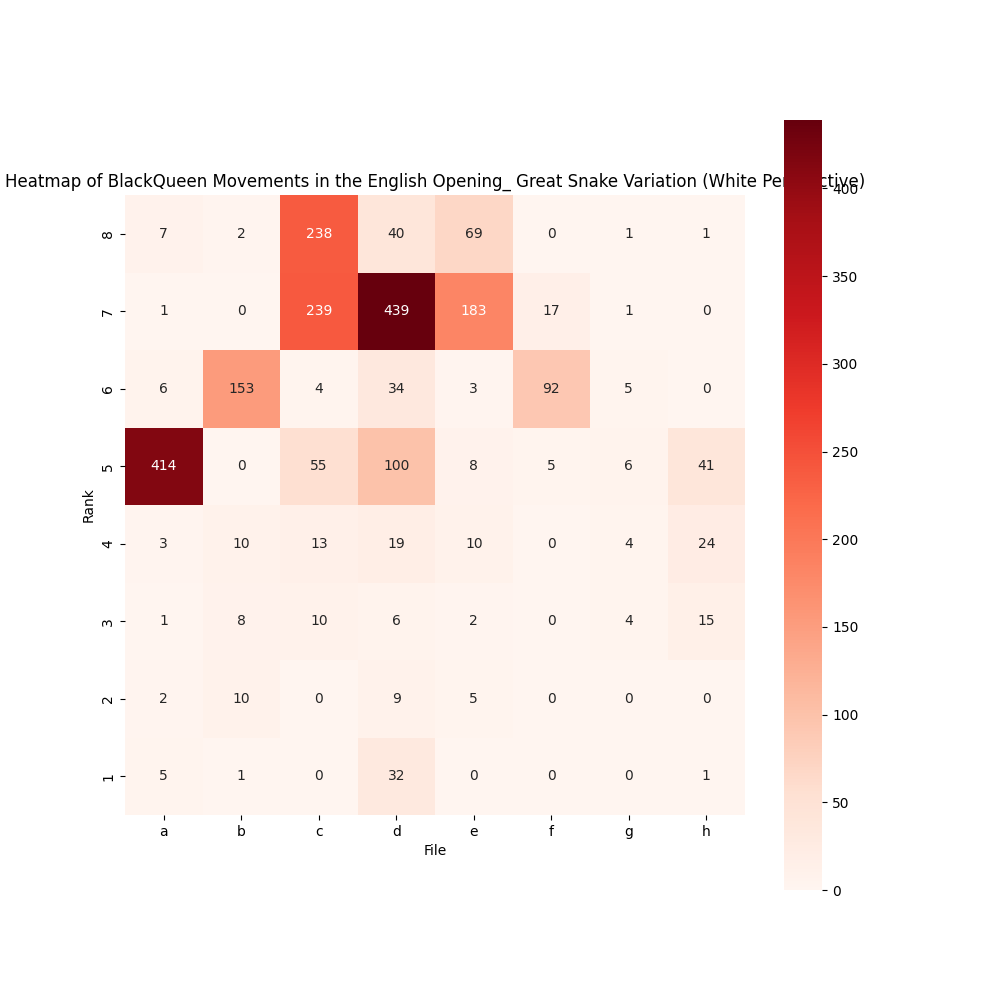 Heatmap of BlackQueen Movements in the English Opening_ Great Snake Variation (White Per ctive)
400
8 7 2 238 40 69 0 1 1
350
7 1 0 239 439 183 17 1 0
300
6 6 153 4 34 3 92 5 0
250
5 414 0 55 100 8 5 6 41
Rank
200
4 3 10 13 19 10 0 4 24
150
3 1 8 10 6 2 0 4 15
100
2 2 10 0 9 5 0 0 0
50
1 5 1 0 32 0 0 0 1
a b c d e f g h
File
0